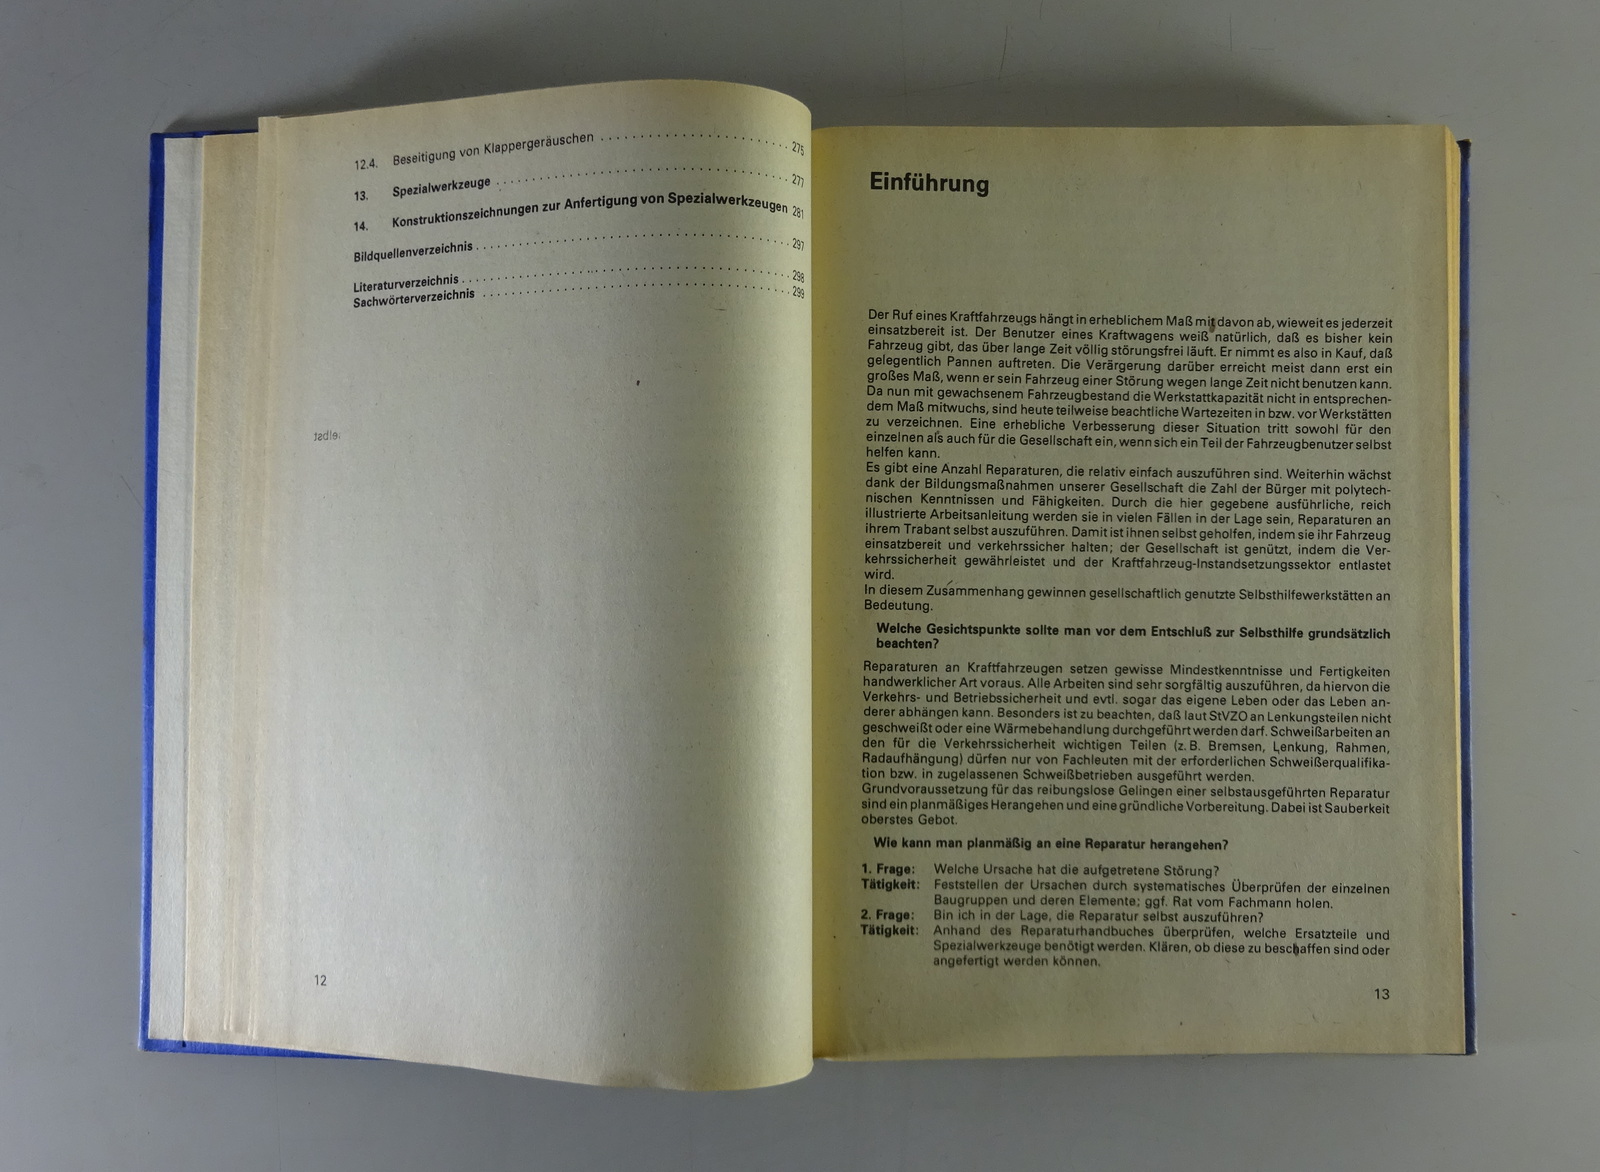 12.4. Beseitigung von Klappergeräuschen . . . . . . . . . . . . . . . . . . . . . . . . . . 275
13. Spezialwerkzeuge . . . . . . . . . . . . . . . . . . . . . . . . . . . . . . . . . . . . 277
14. Konstruktionszeichnungen zur Anfertigung von Spezialwerkzeugen 281
Bildquellenverzeichnis . . . . . . . . . . . . . . . . . . . . . . . . . . . . . . . . . . . 297
Literaturverzeichnis . . . . . . . . . . . . . . . . . . . . . . . . . . . . . . . . . . . . 298
Sachwörterverzeichnis . . . . . . . . . . . . . . . . . . . . . . . . . . . . . . . . . . . 299
12
Einführung
Der Ruf eines Kraftfahrzeugs hängt in erheblichem Maß mit davon ab, wieweit es jederzeit
einsatzbereit ist. Der Benutzer eines Kraftwagens weiß natürlich, daß es bisher kein
Fahrzeug gibt, das über lange Zeit völlig störungsfrei läuft. Er nimmt es also in Kauf, daß
gelegentlich Pannen auftreten. Die Verärgerung darüber erreicht meist dann erst ein
großes Maß, wenn er sein Fahrzeug einer Störung wegen lange Zeit nicht benutzen kann.
Da nun mit gewachsenem Fahrzeugbestand die Werkstattkapazität nicht in entsprechen-
dem Maß mitwuchs, sind heute teilweise beachtliche Wartezeiten in bzw. vor Werkstätten
zu verzeichnen. Eine erhebliche Verbesserung dieser Situation tritt sowohl für den
einzelnen als auch für die Gesellschaft ein, wenn sich ein Teil der Fahrzeugbenutzer selbst
helfen kann.
Es gibt eine Anzahl Reparaturen, die relativ einfach auszuführen sind. Weiterhin wächst
dank der Bildungsmaßnahmen unserer Gesellschaft die Zahl der Bürger mit polytech-
nischen Kenntnissen und Fähigkeiten. Durch die hier gegebene ausführliche, reich
illustrierte Arbeitsanleitung werden sie in vielen Fällen in der Lage sein, Reparaturen an
ihrem Trabant selbst auszuführen. Damit ist ihnen selbst geholfen, indem sie ihr Fahrzeug
einsatzbereit und verkehrssicher halten; der Gesellschaft ist genützt, indem die Ver-
kehrssicherheit gewährleistet und der Kraftfahrzeug-Instandsetzungssektor entlastet
wird.
In diesem Zusammenhang gewinnen gesellschaftlich genutzte Selbsthilfewerkstätten an
Bedeutung.
Welche Gesichtspunkte sollte man vor dem Entschluß zur Selbsthilfe grundsätzlich
beachten?
Reparaturen an Kraftfahrzeugen setzen gewisse Mindestkenntnisse und Fertigkeiten
handwerklicher Art voraus. Alle Arbeiten sind sehr sorgfältig auszuführen, da hiervon die
Verkehrs- und Betriebssicherheit und evtl. sogar das eigene Leben oder das Leben an-
derer abhängen kann. Besonders ist zu beachten, daß laut StVZO an Lenkungsteilen nicht
geschweißt oder eine Wärmebehandlung durchgeführt werden darf. Schweißarbeiten an
den für die Verkehrssicherheit wichtigen Teilen (z. B. Bremsen, Lenkung, Rahmen,
Radaufhängung) dürfen nur von Fachleuten mit der erforderlichen Schweißerqualifika-
tion bzw. in zugelassenen Schweißbetrieben ausgeführt werden.
Grundvoraussetzung für das reibungslose Gelingen einer selbstausgeführten Reparatur
sind ein planmäßiges Herangehen und eine gründliche Vorbereitung. Dabei ist Sauberkeit
oberstes Gebot.
Wie kann man planmäßig an eine Reparatur herangehen?
1. Frage: Welche Ursache hat die aufgetretene Störung?
Tätigkeit: Feststellen der Ursachen durch systematisches Überprüfen der einzelnen
Baugruppen und deren Elemente; ggf. Rat vom Fachmann holen.
2. Frage: Bin ich in der Lage, die Reparatur selbst auszuführen?
Tätigkeit: Anhand des Reparaturhandbuches überprüfen, welche Ersatzteile und
Spezialwerkzeuge benötigt werden. Klären, ob diese zu beschaffen sind oder
angefertigt werden können.
13